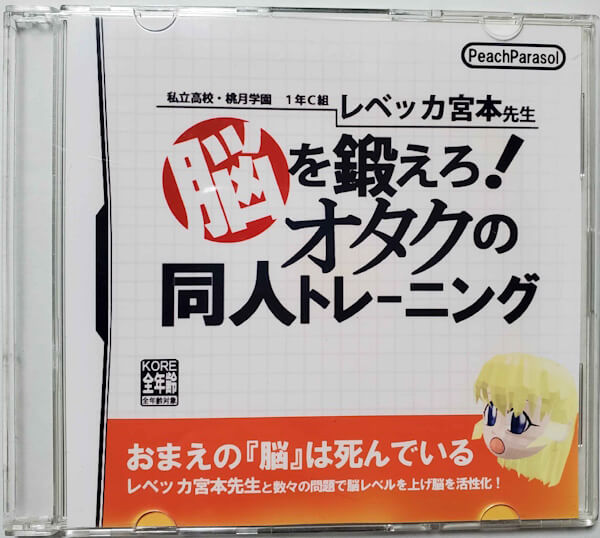 PeachParasol
私立高校・桃月学園 1年C組 レベッカ宮本先生
脳を鍛えろ!
オタクの
同人トレーニング
KORE
全年齢
全年齢対象
おまえの『脳』は死んでいる
レベッカ宮本先生と数々の問題で脳レベルを上げ脳を活性化!